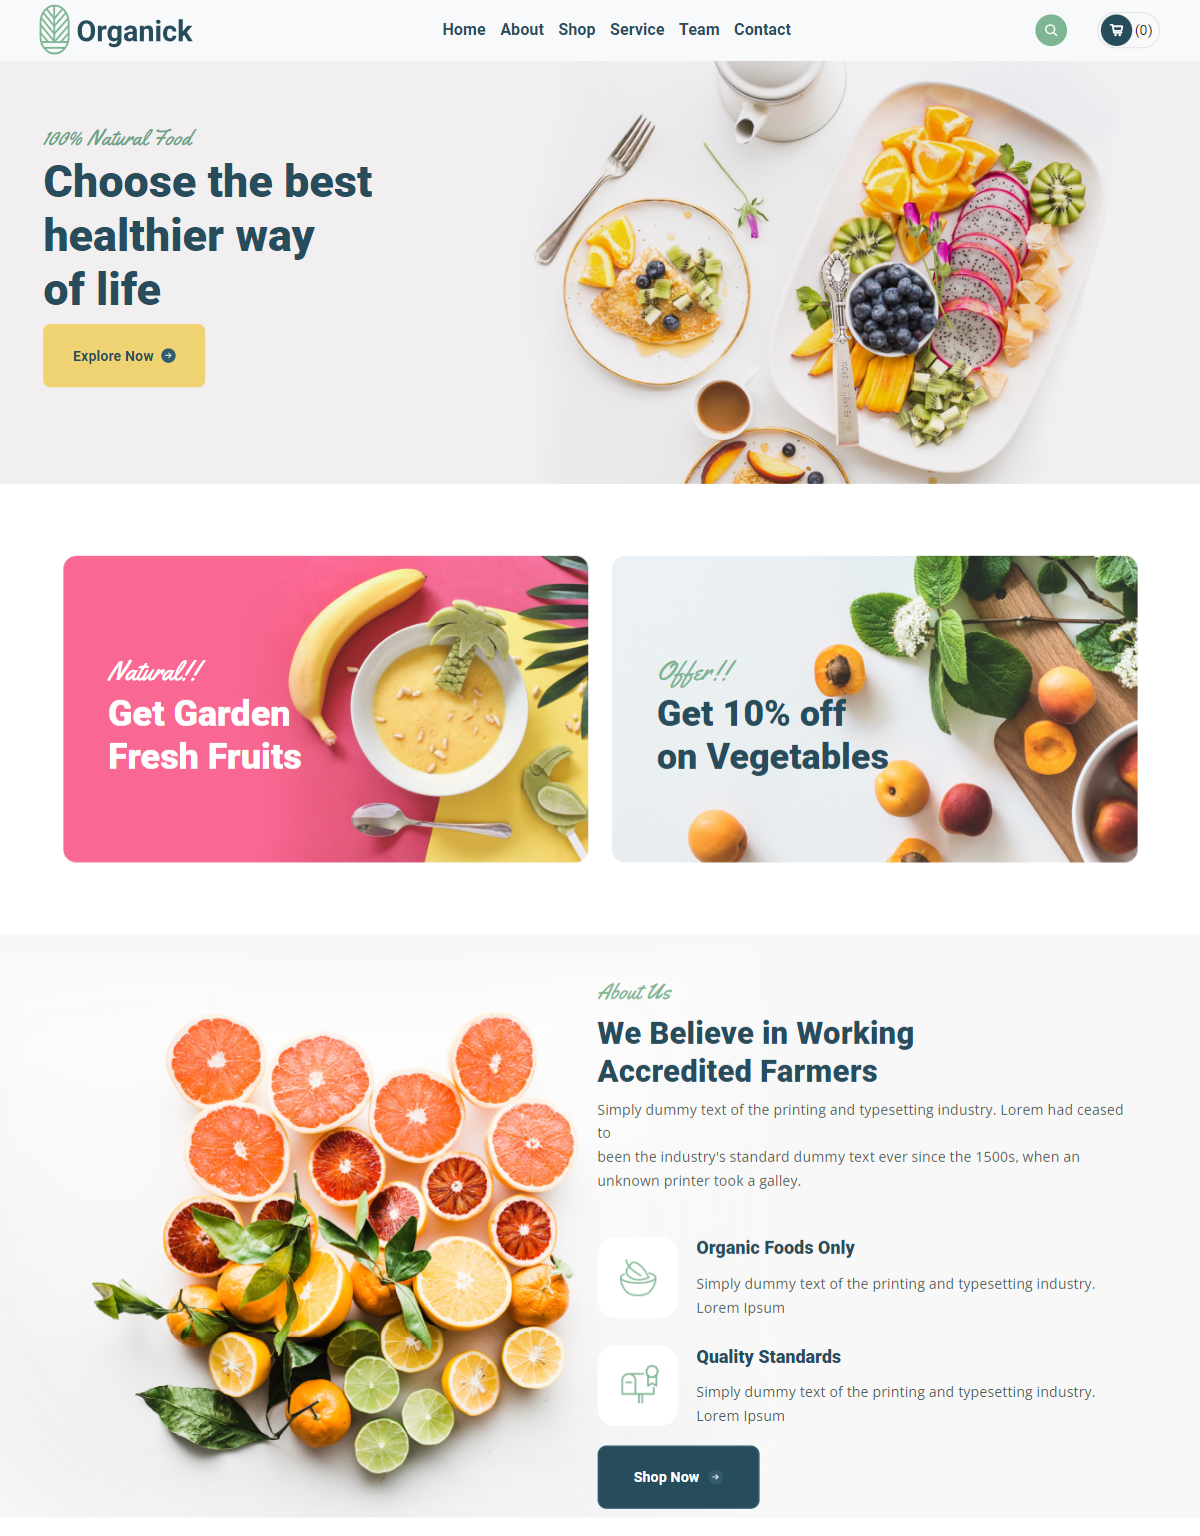 Organick
Home About Shop Service Team Contact
(0)
100% Natural Food
Choose the best
healthier way
of life
Explore Now
Natural!!
Get Garden
Fresh Fruits
Offer!!
Get 10% off
on Vegetables
About Us
We Believe in Working
Accredited Farmers
Simply dummy text of the printing and typesetting industry. Lorem had ceased
to
been the industry's standard dummy text ever since the 1500s, when an
unknown printer took a galley.
Organic Foods Only
Simply dummy text of the printing and typesetting industry.
Lorem Ipsum
Quality Standards
Simply dummy text of the printing and typesetting industry.
Lorem Ipsum
Shop Now